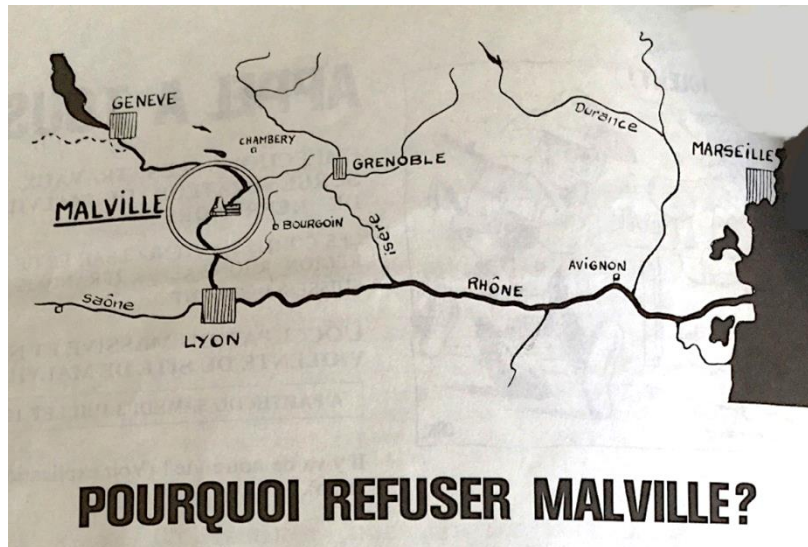 GENEVE
CHAMBERY
GRENOBLE
Durance
MARSEILLE
MALVILLE
BOURGOIN
isère
AVIGNON
RHÔNE
Saône
LYON
POURQUOI REFUSER MALVILLE?